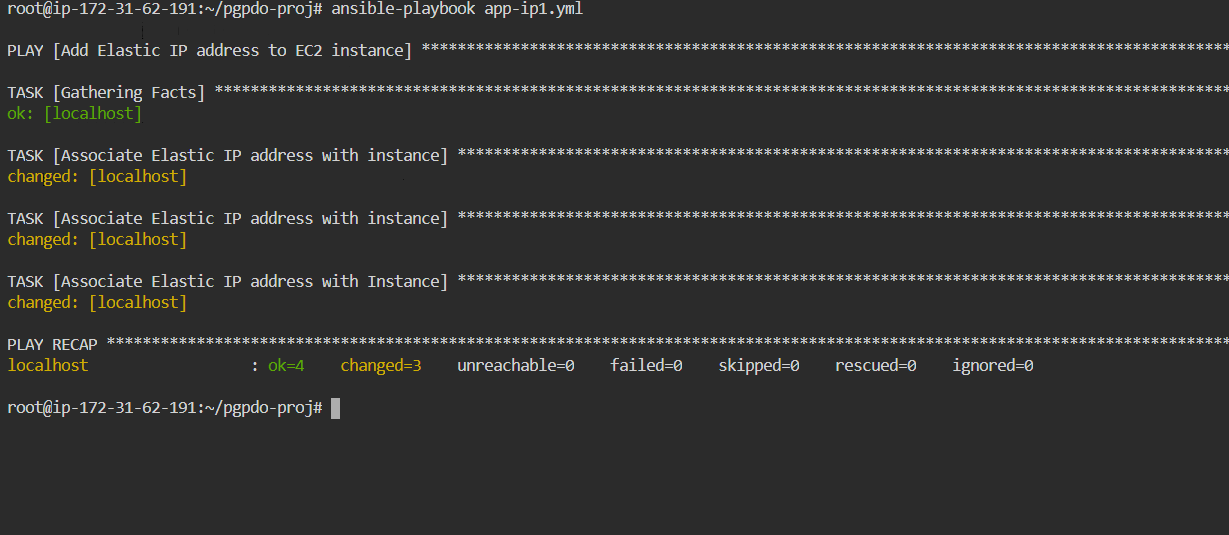 root@ip-172-31-62-191:~/pgpdo-proj# ansible-playbook app-ip1.yml
PLAY [Add Elastic IP address to EC2 instance] ******************************************************************************************
TASK [Gathering Facts] *****************************************************************************************************************
ok: [localhost]
TASK [Associate Elastic IP address with instance] **************************************************************************************
changed: [localhost]
TASK [Associate Elastic IP address with instance] **************************************************************************************
changed: [localhost]
TASK [Associate Elastic IP address with Instance] **************************************************************************************
changed: [localhost]
PLAY RECAP *****************************************************************************************************************************
localhost                  : ok=4    changed=3    unreachable=0    failed=0    skipped=0    rescued=0    ignored=0
root@ip-172-31-62-191:~/pgpdo-proj#